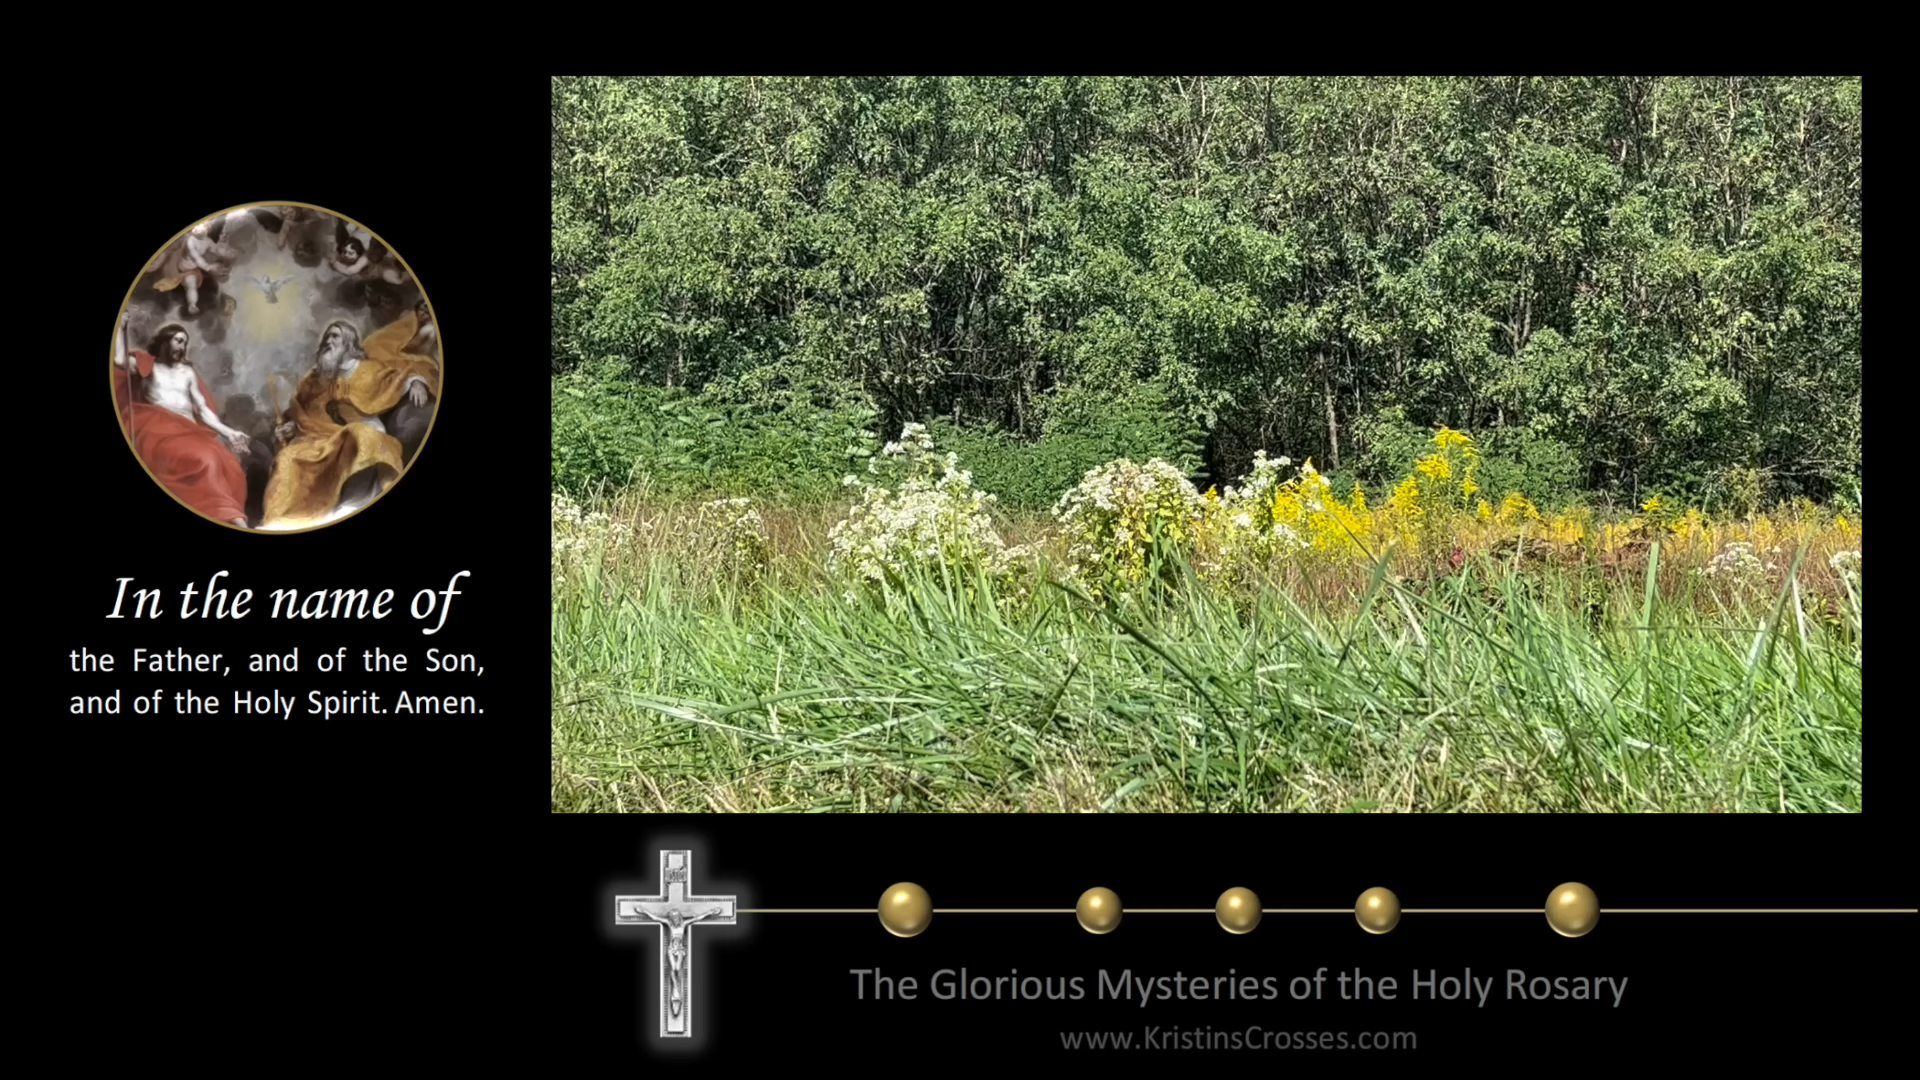 In the name of
the Father, and of the Son,
and of the Holy Spirit. Amen.
The Glorious Mysteries of the Holy Rosary
www.KristinsCrosses.com